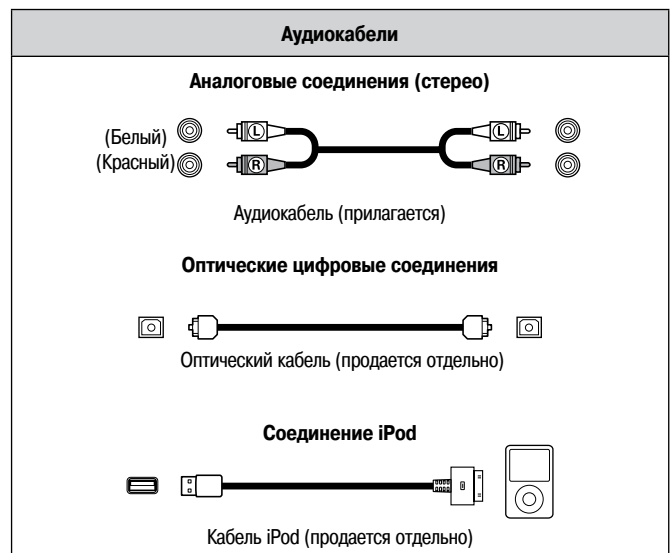 Аудиокабели
Аналоговые соединения (стерео)
(Белый) L L
(Красный) R R
Аудиокабель (прилагается)
Оптические цифровые соединения
Оптический кабель (продается отдельно)
Соединение iPod
Кабель iPod (продается отдельно)